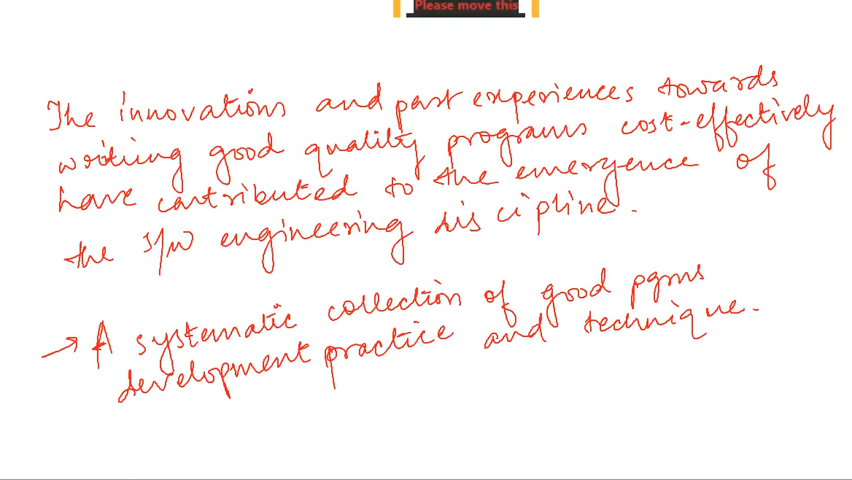 Please move this
The innovations and past experiences towards
writing good quality programs cost-effectively
have contributed to the emergence of
the s/w engineering discipline.
→ A systematic collection of good pgms
development practice and technique.